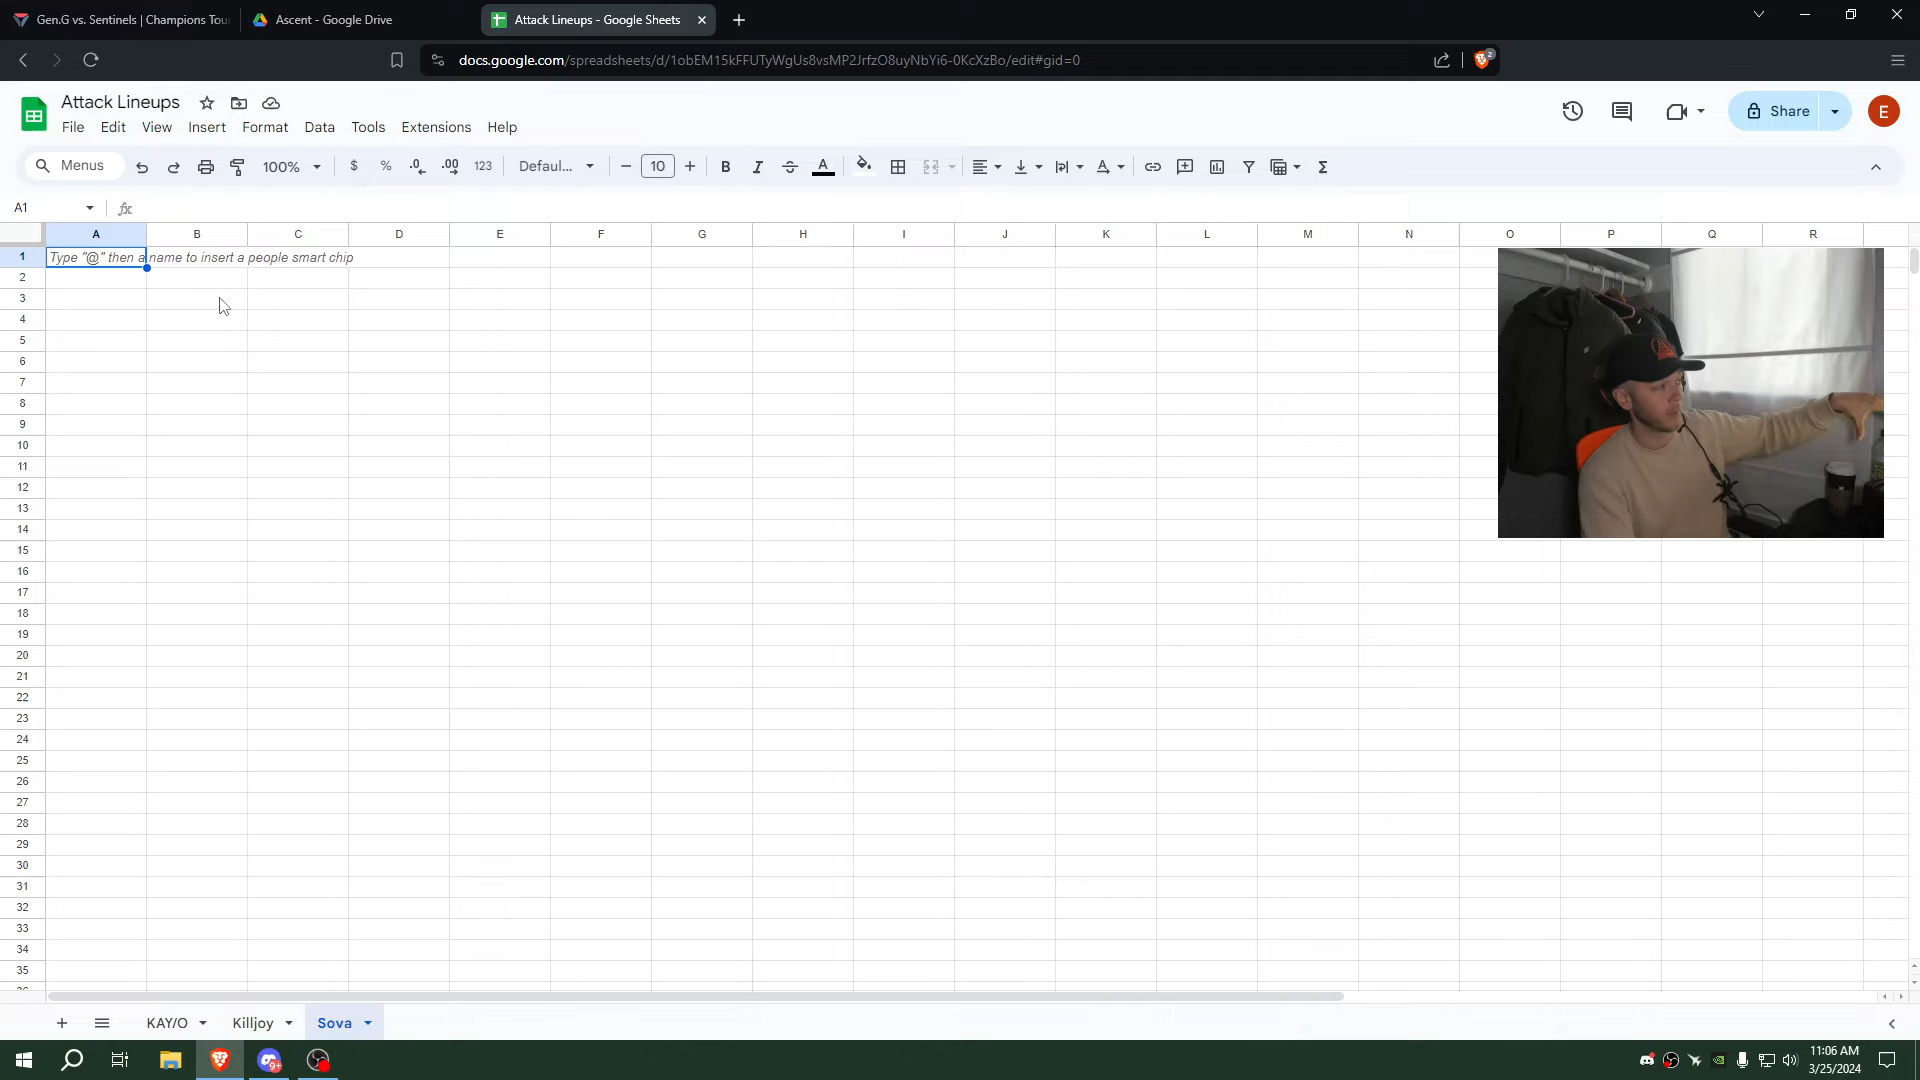 Gen.G vs. Sentinels | Champions Tou
Ascent - Google Drive
Attack Lineups - Google Sheets
docs.google.com/spreadsheets/d/1obEM15kFFUTyWgUs8vsMP2JrfzO8uyNbYi6-0KcXzBo/edit#gid=0
2
Attack Lineups
File Edit View Insert Format Data Tools Extensions Help
Share
E
Menus
100%
$ % .0 .00 123
Defaul...
10
B I A
A1
fx
A B C D E F G H I J K L M N O P Q R
1 Type "@" then a name to insert a people smart chip
2
3
4
5
6
7
8
9
10
11
12
13
14
15
16
17
18
19
20
21
22
23
24
25
26
27
28
29
30
31
32
33
34
35
KAY/O Killjoy Sova
9+
11:06 AM
3/25/2024